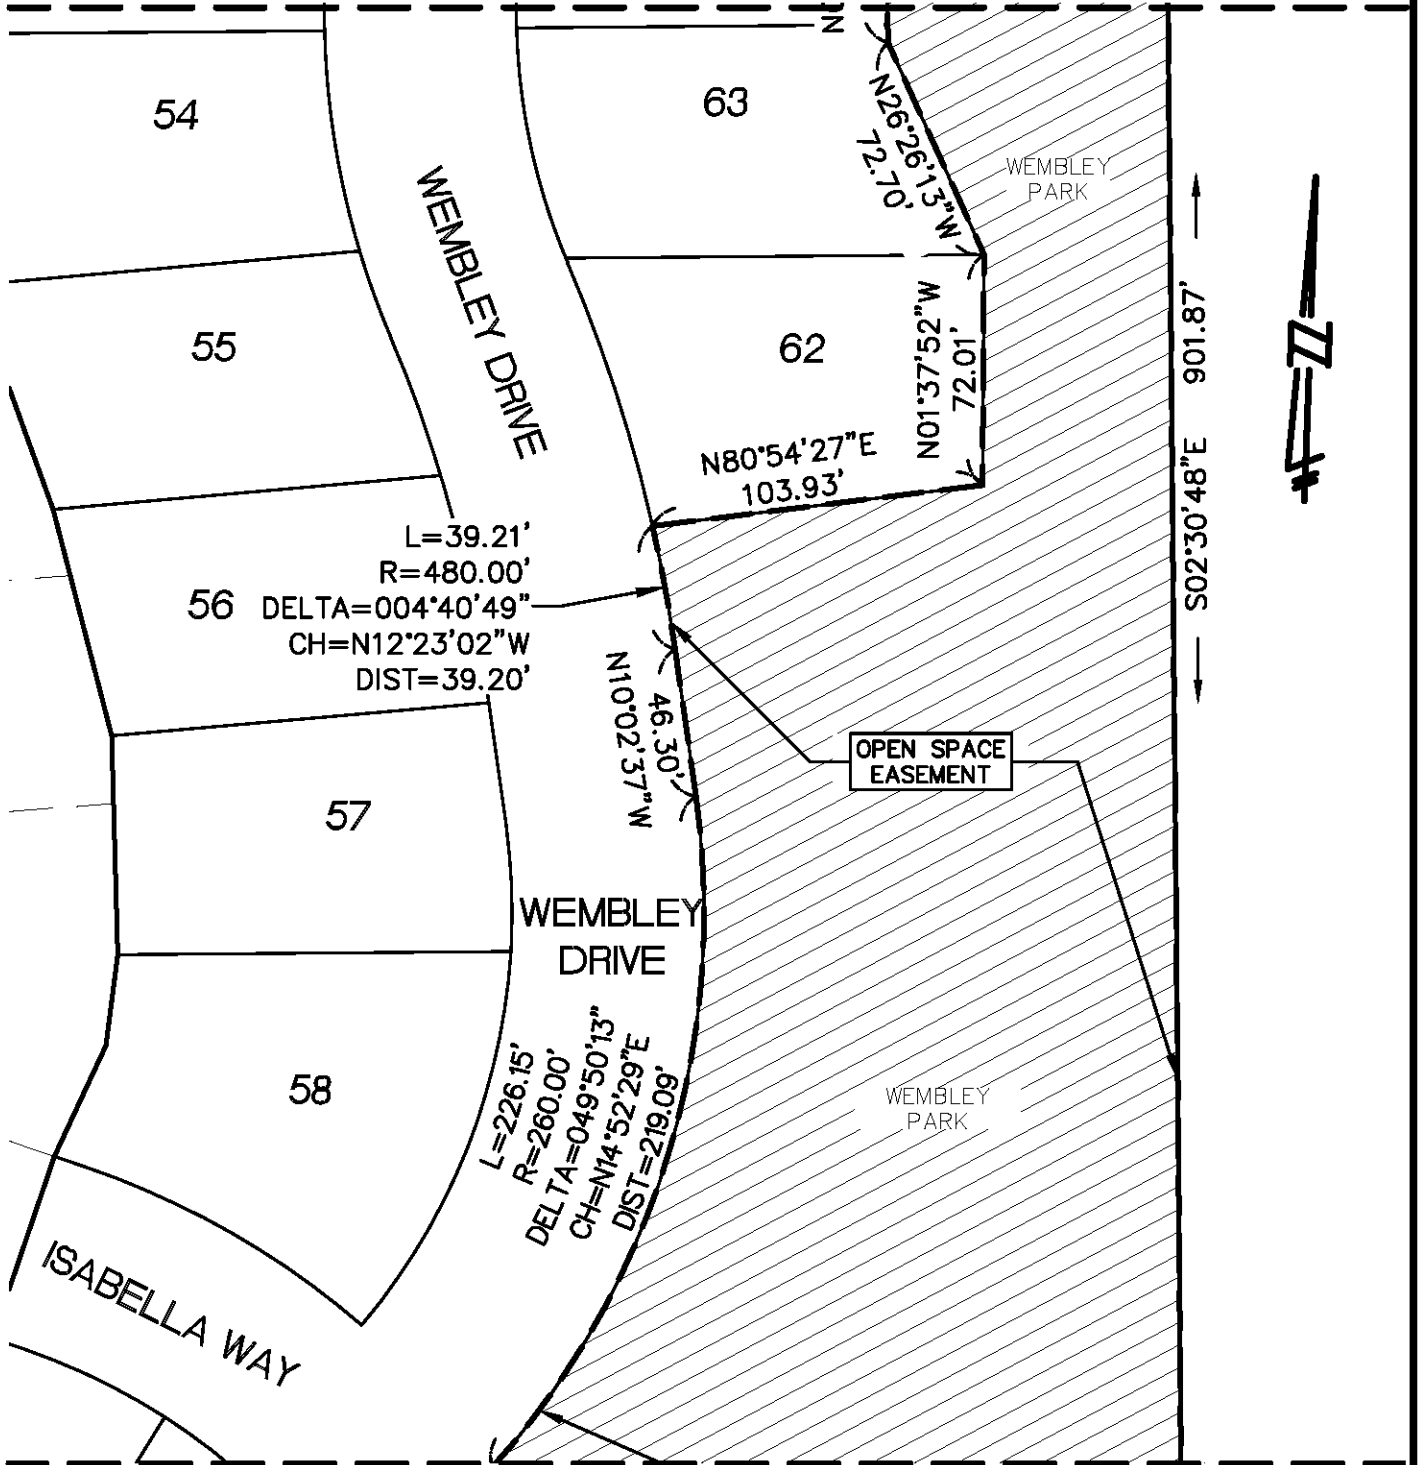 54
63
N26°26'13"W
72.70'
WEMBLEY
PARK
WEMBLEY DRIVE
55
62
N01°37'52"W
72.01'
S02°30'48"E 901.87'
N
N80°54'27"E
103.93'
L=39.21'
R=480.00'
56 DELTA=004°40'49"
CH=N12°23'02"W
DIST=39.20'
46.30'
N10°02'37"W
OPEN SPACE
EASEMENT
57
WEMBLEY
DRIVE
58
L=226.15'
R=260.00'
DELTA=049°50'13"
CH=N14°52'29"E
DIST=219.09'
WEMBLEY
PARK
ISABELLA WAY